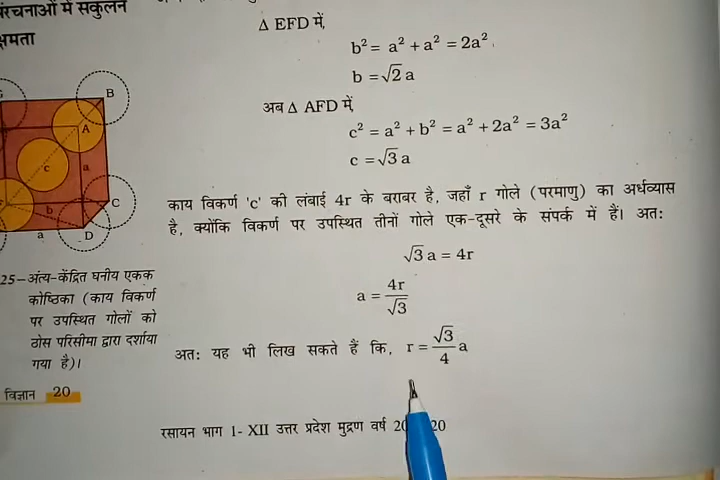 संरचनाओं में संकुलन
क्षमता
B
A
c
a
b
C
a
D
25–अंत्य-केंद्रित घनीय एकक
कोष्ठिका (काय विकर्ण
पर उपस्थित गोलों को
ठोस परिसीमा द्वारा दर्शाया
गया है)।
विज्ञान 20
Δ EFD में,
b² = a² + a² = 2a²,
b = √2 a
अब Δ AFD में,
c² = a² + b² = a² + 2a² = 3a²
c = √3 a
काय विकर्ण 'c' की लंबाई 4r के बराबर है, जहाँ r गोले (परमाणु) का अर्धव्यास
है, क्योंकि विकर्ण पर उपस्थित तीनों गोले एक-दूसरे के संपर्क में हैं। अत:
√3 a = 4r
a = 4r/√3
अत: यह भी लिख सकते हैं कि, r = √3/4 a
रसायन भाग 1- XII उत्तर प्रदेश मुद्रण वर्ष 20 20